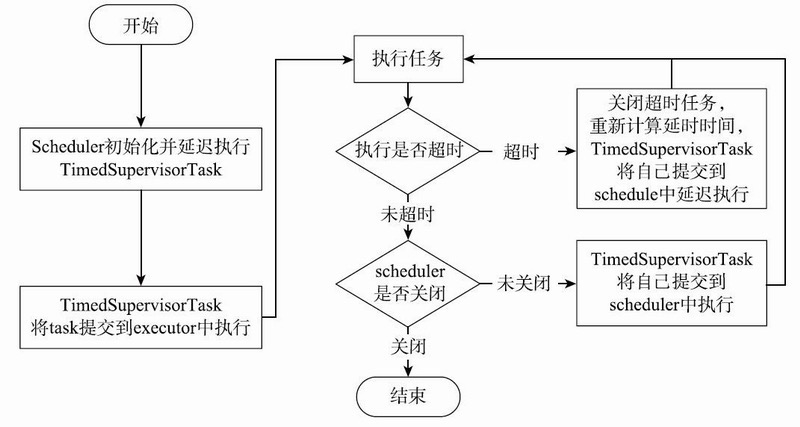 开始
Scheduler初始化并延迟执行
TimedSupervisorTask
TimedSupervisorTask
将task提交到executor中执行
执行任务
执行是否超时
超时
关闭超时任务，
重新计算延时时间，
TimedSupervisorTask
将自己提交到
schedule中延迟执行
未超时
scheduler
是否关闭
未关闭
TimedSupervisorTask
将自己提交到
scheduler中执行
关闭
结束